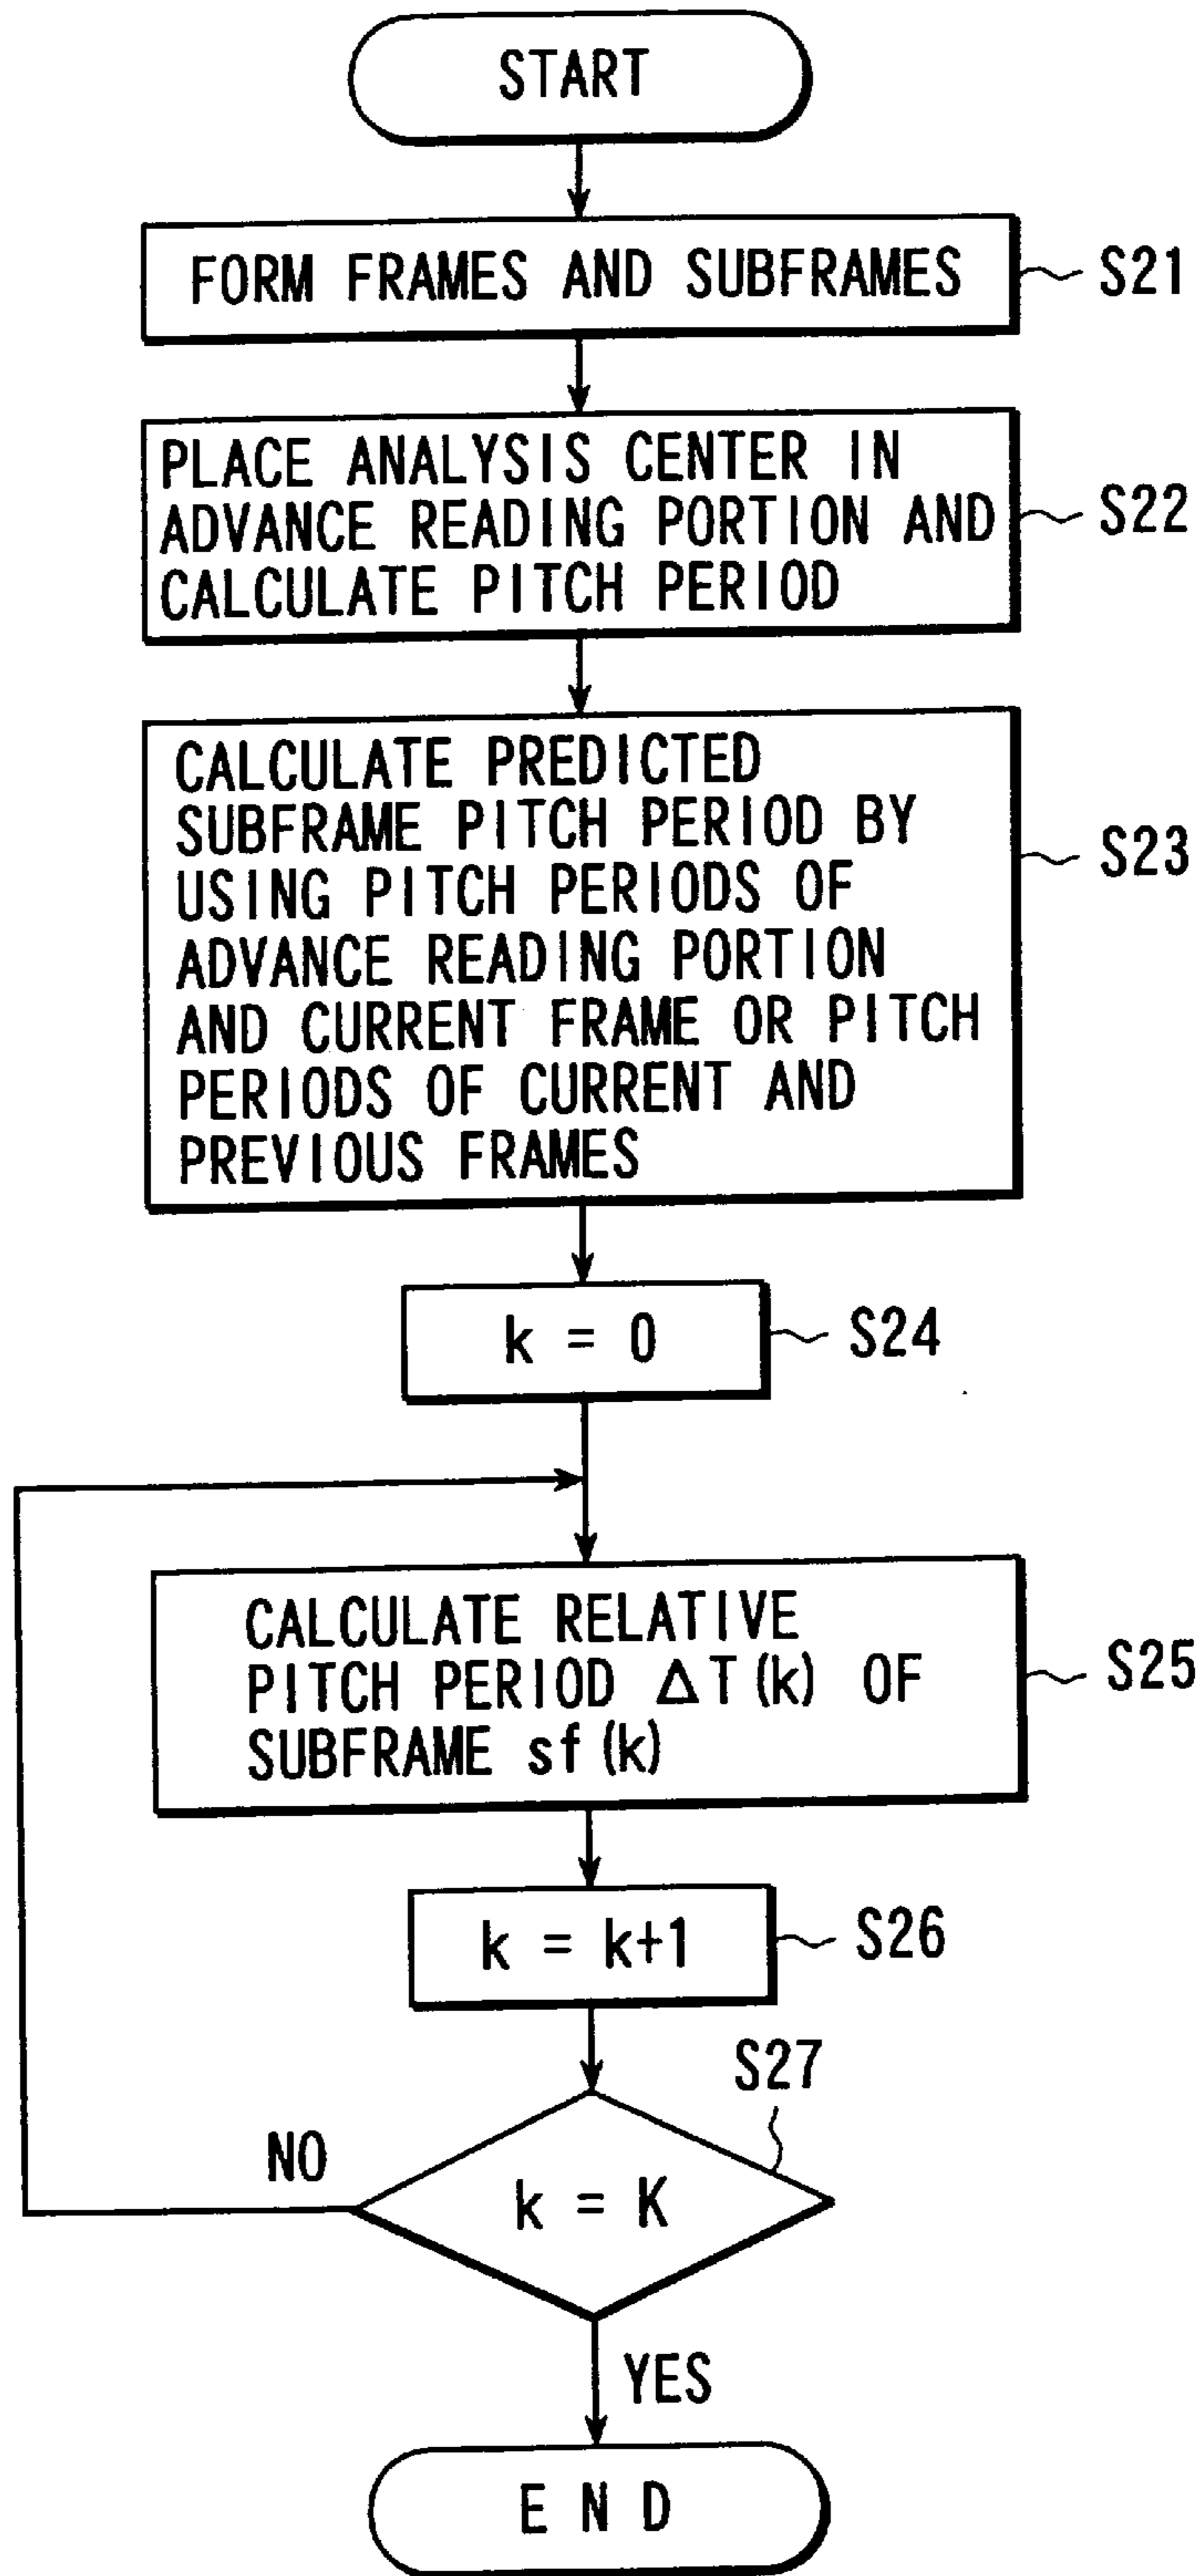 START
FORM FRAMES AND SUBFRAMES
S21
PLACE ANALYSIS CENTER IN
ADVANCE READING PORTION AND
CALCULATE PITCH PERIOD
S22
CALCULATE PREDICTED
SUBFRAME PITCH PERIOD BY
USING PITCH PERIODS OF
ADVANCE READING PORTION
AND CURRENT FRAME OR PITCH
PERIODS OF CURRENT AND
PREVIOUS FRAMES
S23
k = 0
S24
CALCULATE RELATIVE
PITCH PERIOD ΔT(k) OF
SUBFRAME sf(k)
S25
k = k+1
S26
S27
NO
k = K
YES
END